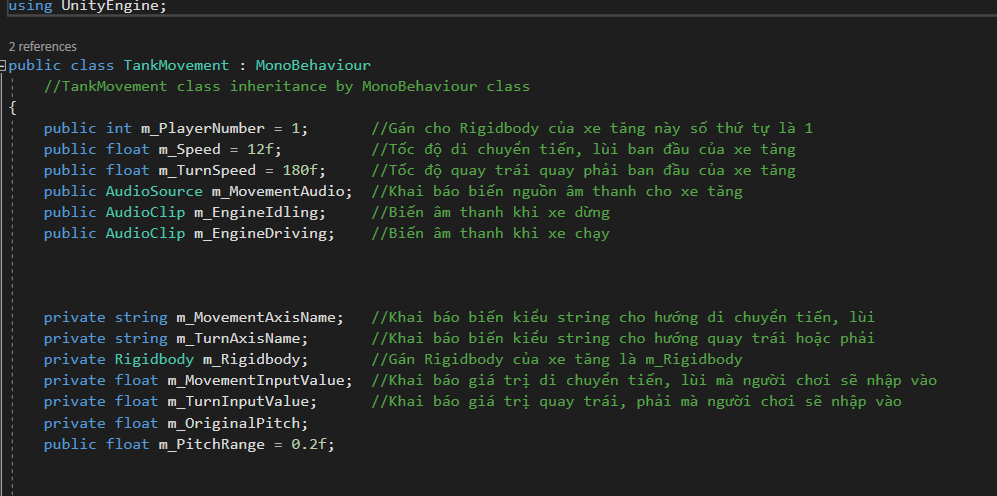 using UnityEngine;
2 references
public class TankMovement : MonoBehaviour
//TankMovement class inheritance by MonoBehaviour class
{
public int m_PlayerNumber = 1; //Gán cho Rigidbody của xe tăng này số thứ tự là 1
public float m_Speed = 12f; //Tốc độ di chuyển tiến, lùi ban đầu của xe tăng
public float m_TurnSpeed = 180f; //Tốc độ quay trái quay phải ban đầu của xe tăng
public AudioSource m_MovementAudio; //Khai báo biến nguồn âm thanh cho xe tăng
public AudioClip m_EngineIdling; //Biến âm thanh khi xe dừng
public AudioClip m_EngineDriving; //Biến âm thanh khi xe chạy
private string m_MovementAxisName; //Khai báo biến kiểu string cho hướng di chuyển tiến, lùi
private string m_TurnAxisName; //Khai báo biến kiểu string cho hướng quay trái hoặc phải
private Rigidbody m_Rigidbody; //Gán Rigidbody của xe tăng là m_Rigidbody
private float m_MovementInputValue; //Khai báo giá trị di chuyển tiến, lùi mà người chơi sẽ nhập vào
private float m_TurnInputValue; //Khai báo giá trị quay trái, phải mà người chơi sẽ nhập vào
private float m_OriginalPitch;
public float m_PitchRange = 0.2f;